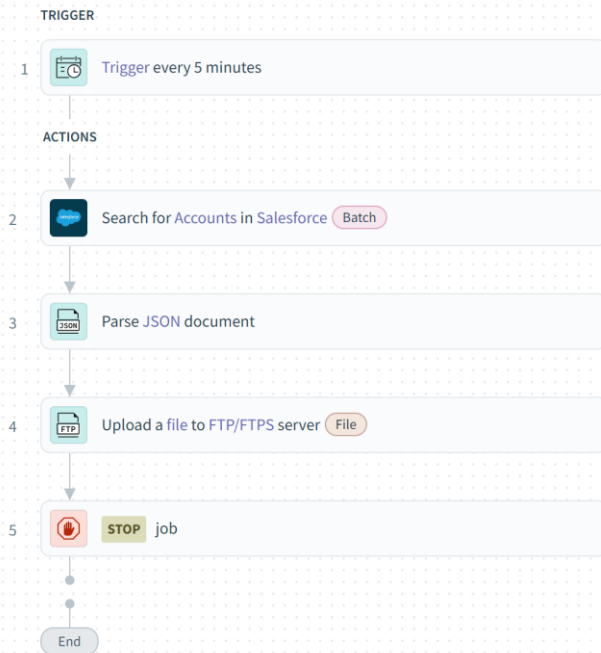 TRIGGER
1 Trigger every 5 minutes
ACTIONS
2 salesforce Search for Accounts in Salesforce Batch
3 JSON Parse JSON document
4 FTP Upload a file to FTP/FTPS server File
5 STOP job
End